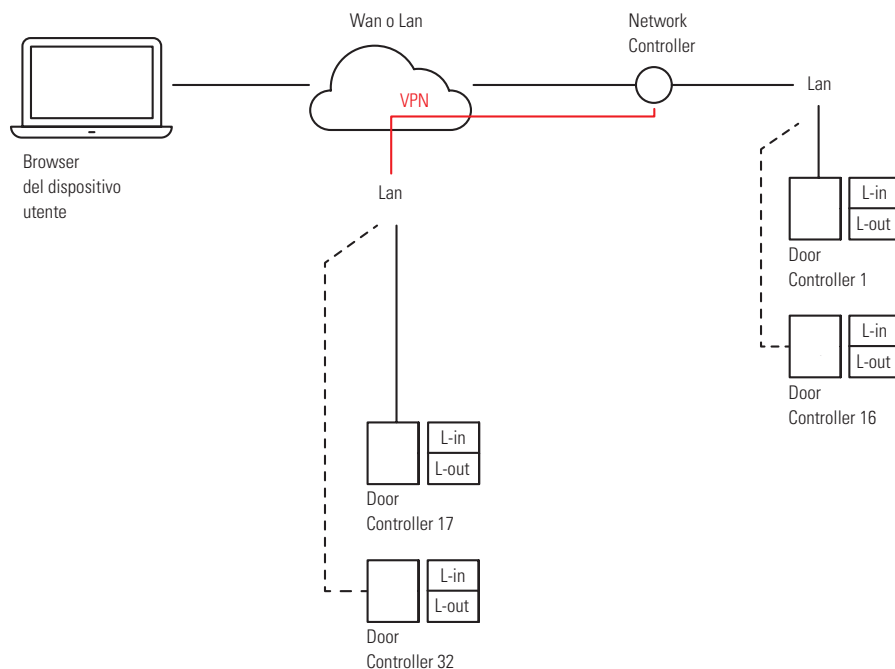 Wan o Lan
Network
Controller
VPN
Lan
Browser
del dispositivo
utente
Lan
L-in
L-out
Door
Controller 1
L-in
L-out
Door
Controller 16
L-in
L-out
Door
Controller 17
L-in
L-out
Door
Controller 32